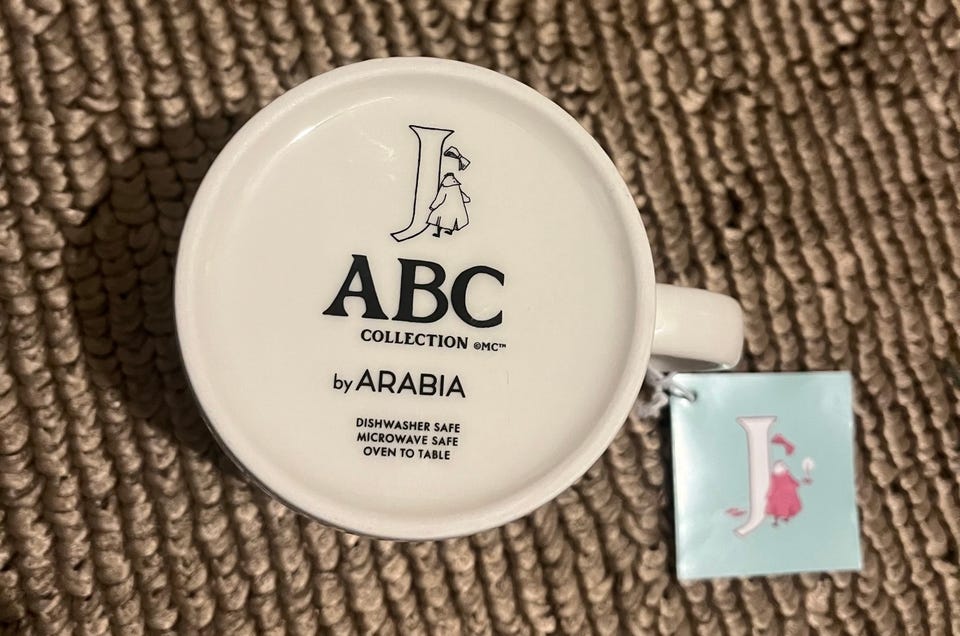 J
ABC
COLLECTION ©MC™
by ARABIA
DISHWASHER SAFE
MICROWAVE SAFE
OVEN TO TABLE
J